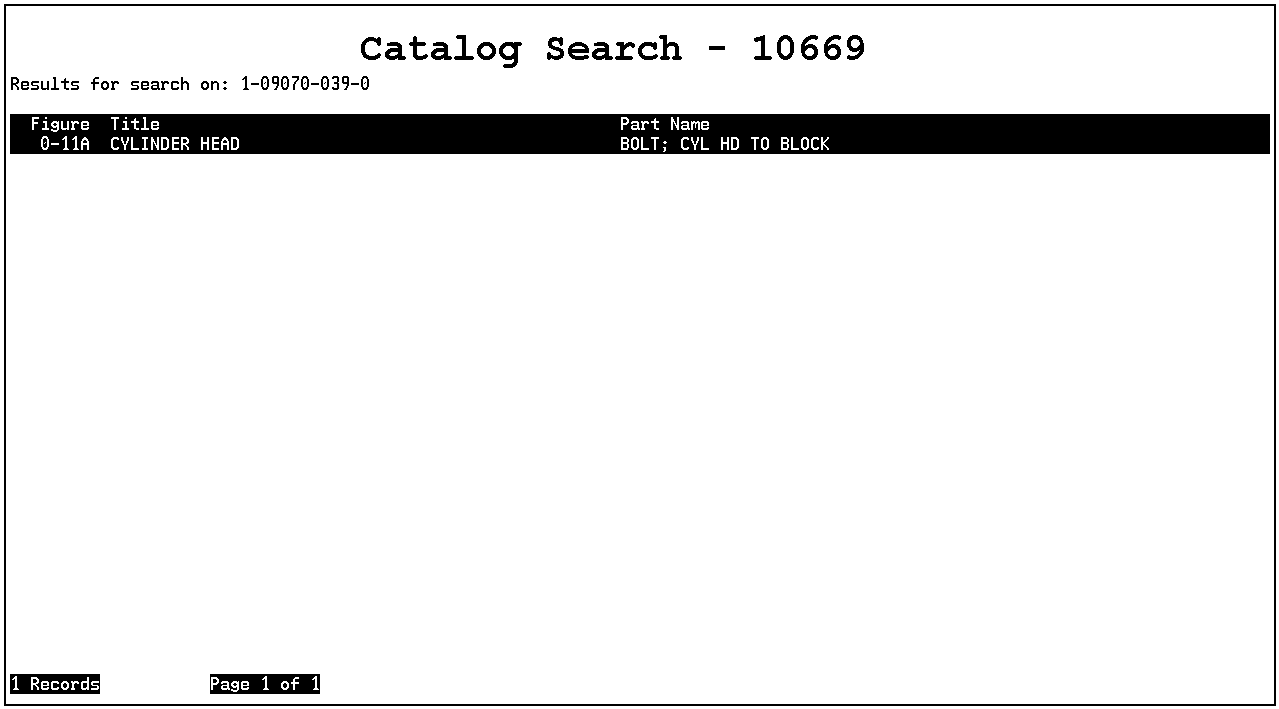 Catalog Search - 10669
Results for search on: 1-09070-039-0
Figure Title Part Name
0-11A CYLINDER HEAD BOLT; CYL HD TO BLOCK
1 Records Page 1 of 1